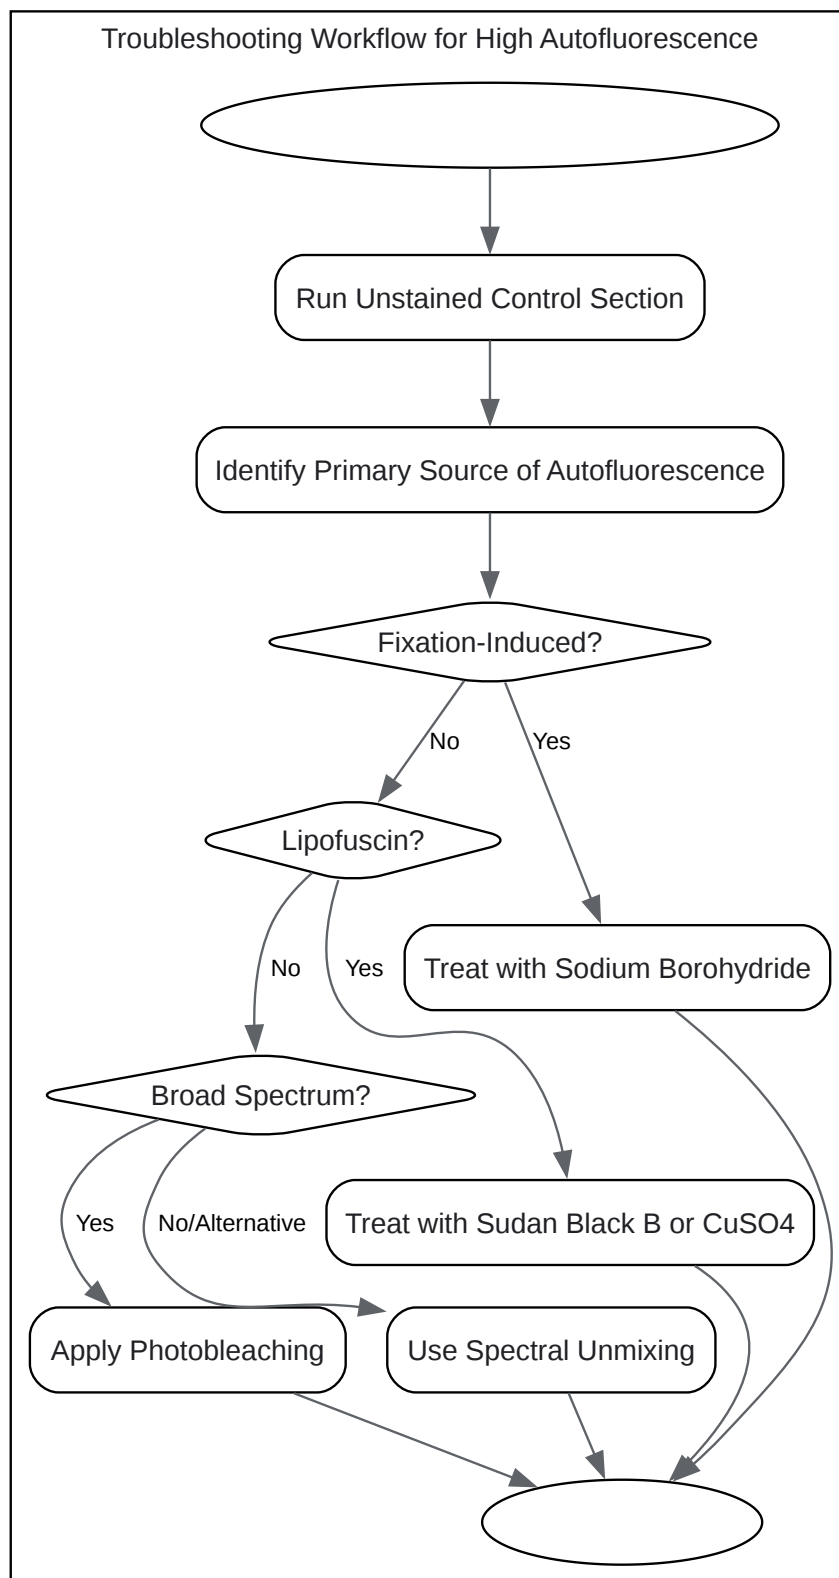 Troubleshooting Workflow for High Autofluorescence
Run Unstained Control Section
Identify Primary Source of Autofluorescence
Fixation-Induced?
No
Yes
Lipofuscin?
Treat with Sodium Borohydride
No
Yes
Broad Spectrum?
Treat with Sudan Black B or CuSO4
Yes
No/Alternative
Apply Photobleaching
Use Spectral Unmixing